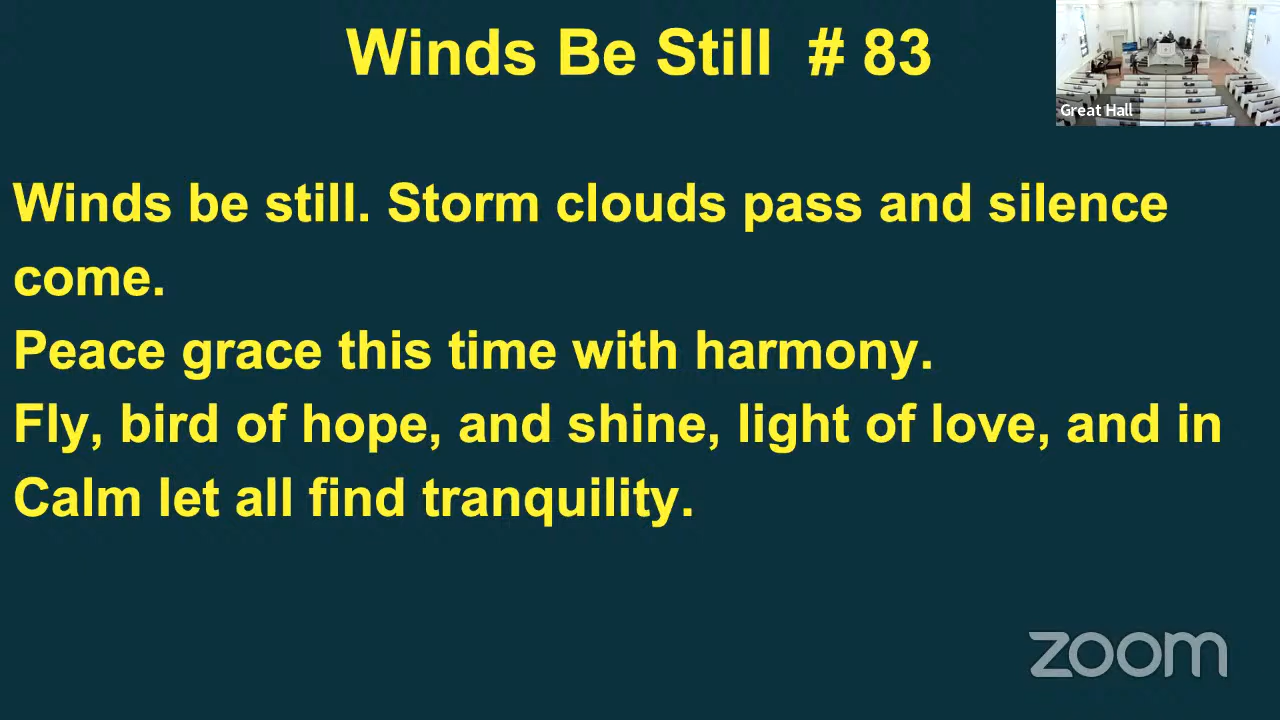 Winds Be Still # 83
Great Hall
Winds be still. Storm clouds pass and silence
come.
Peace grace this time with harmony.
Fly, bird of hope, and shine, light of love, and in
Calm let all find tranquility.
zoom